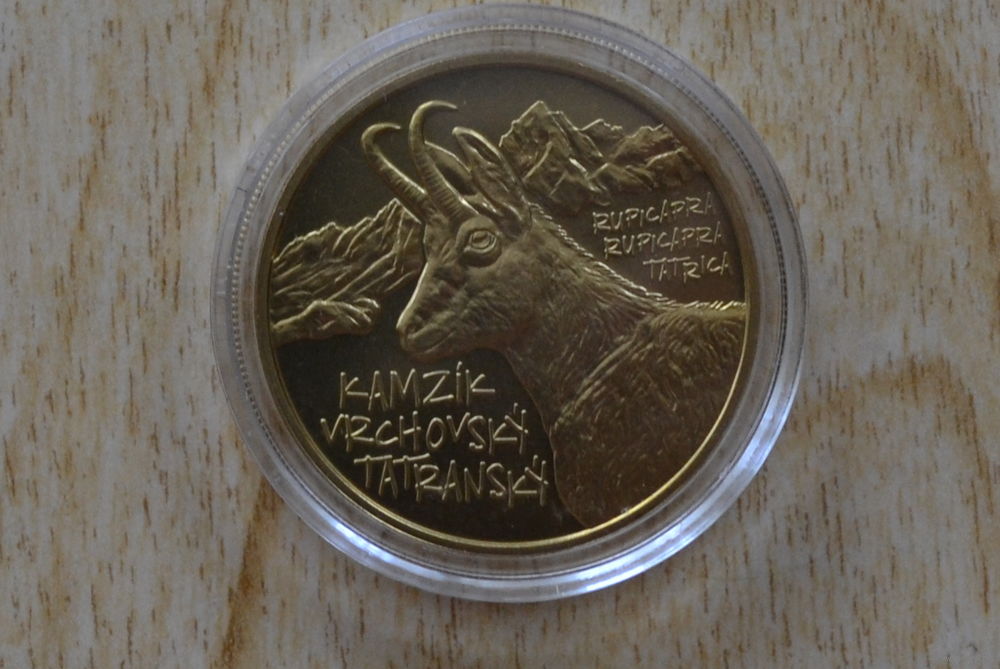 RUPICAPRA
RUPICAPRA
TATRICA
KAMZÍK
VRCHOVSKÝ
TATRANSKÝ